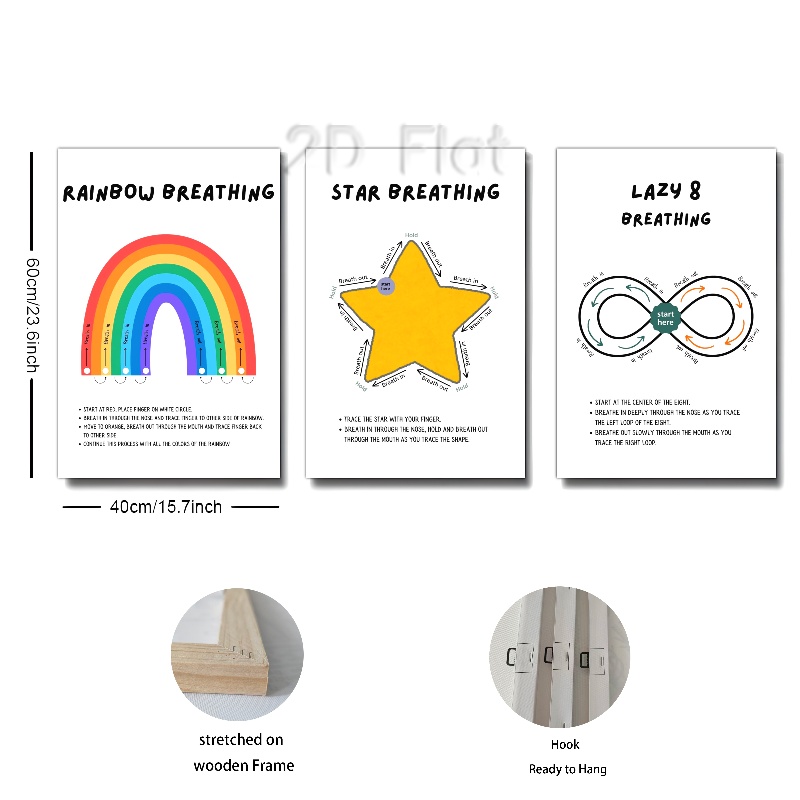 2D Flat
RAINBOW BREATHING
STAR BREATHING
LAZY 8
BREATHING
60cm/23.6inch
Breath in
Breath out
Hold
Breath in
Breath out
start
here
Breath out
Hold
Breath in
Hold
Breath in
Breath out
Breath out
Breath in
Hold
Breath in
Breath out
Hold
Breath in
Breath in
Breath out
Breath out
start
here
Breath in
Breath in
Breath out
Breath out
• START AT RED, PLACE FINGER ON WHITE CIRCLE.
• BREATH IN THROUGH THE NOSE AND TRACE FINGER TO OTHER SIDE OF RAINBOW.
• MOVE TO ORANGE, BREATH OUT THROUGH THE MOUTH AND TRACE FINGER BACK
TO OTHER SIDE
• CONTINUE THIS PROCESS WITH ALL THE COLORS OF THE RAINBOW
• TRACE THE STAR WITH YOUR FINGER.
• BREATH IN THROUGH THE NOSE, HOLD AND BREATH OUT
THROUGH THE MOUTH AS YOU TRACE THE SHAPE.
• START AT THE CENTER OF THE EIGHT.
• BREATHE IN DEEPLY THROUGH THE NOSE AS YOU TRACE
THE LEFT LOOP OF THE EIGHT.
• BREATHE OUT SLOWLY THROUGH THE MOUTH AS YOU
TRACE THE RIGHT LOOP.
40cm/15.7inch
stretched on
wooden Frame
Hook
Ready to Hang